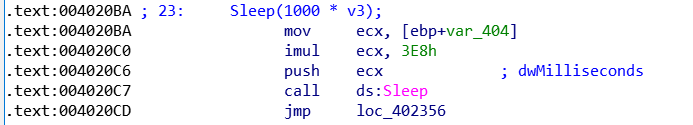 .text:004020BA ; 23:     Sleep(1000 * v3);
.text:004020BA                 mov     ecx, [ebp+var_404]
.text:004020C0                 imul    ecx, 3E8h
.text:004020C6                 push    ecx             ; dwMilliseconds
.text:004020C7                 call    ds:Sleep
.text:004020CD                 jmp     loc_402356